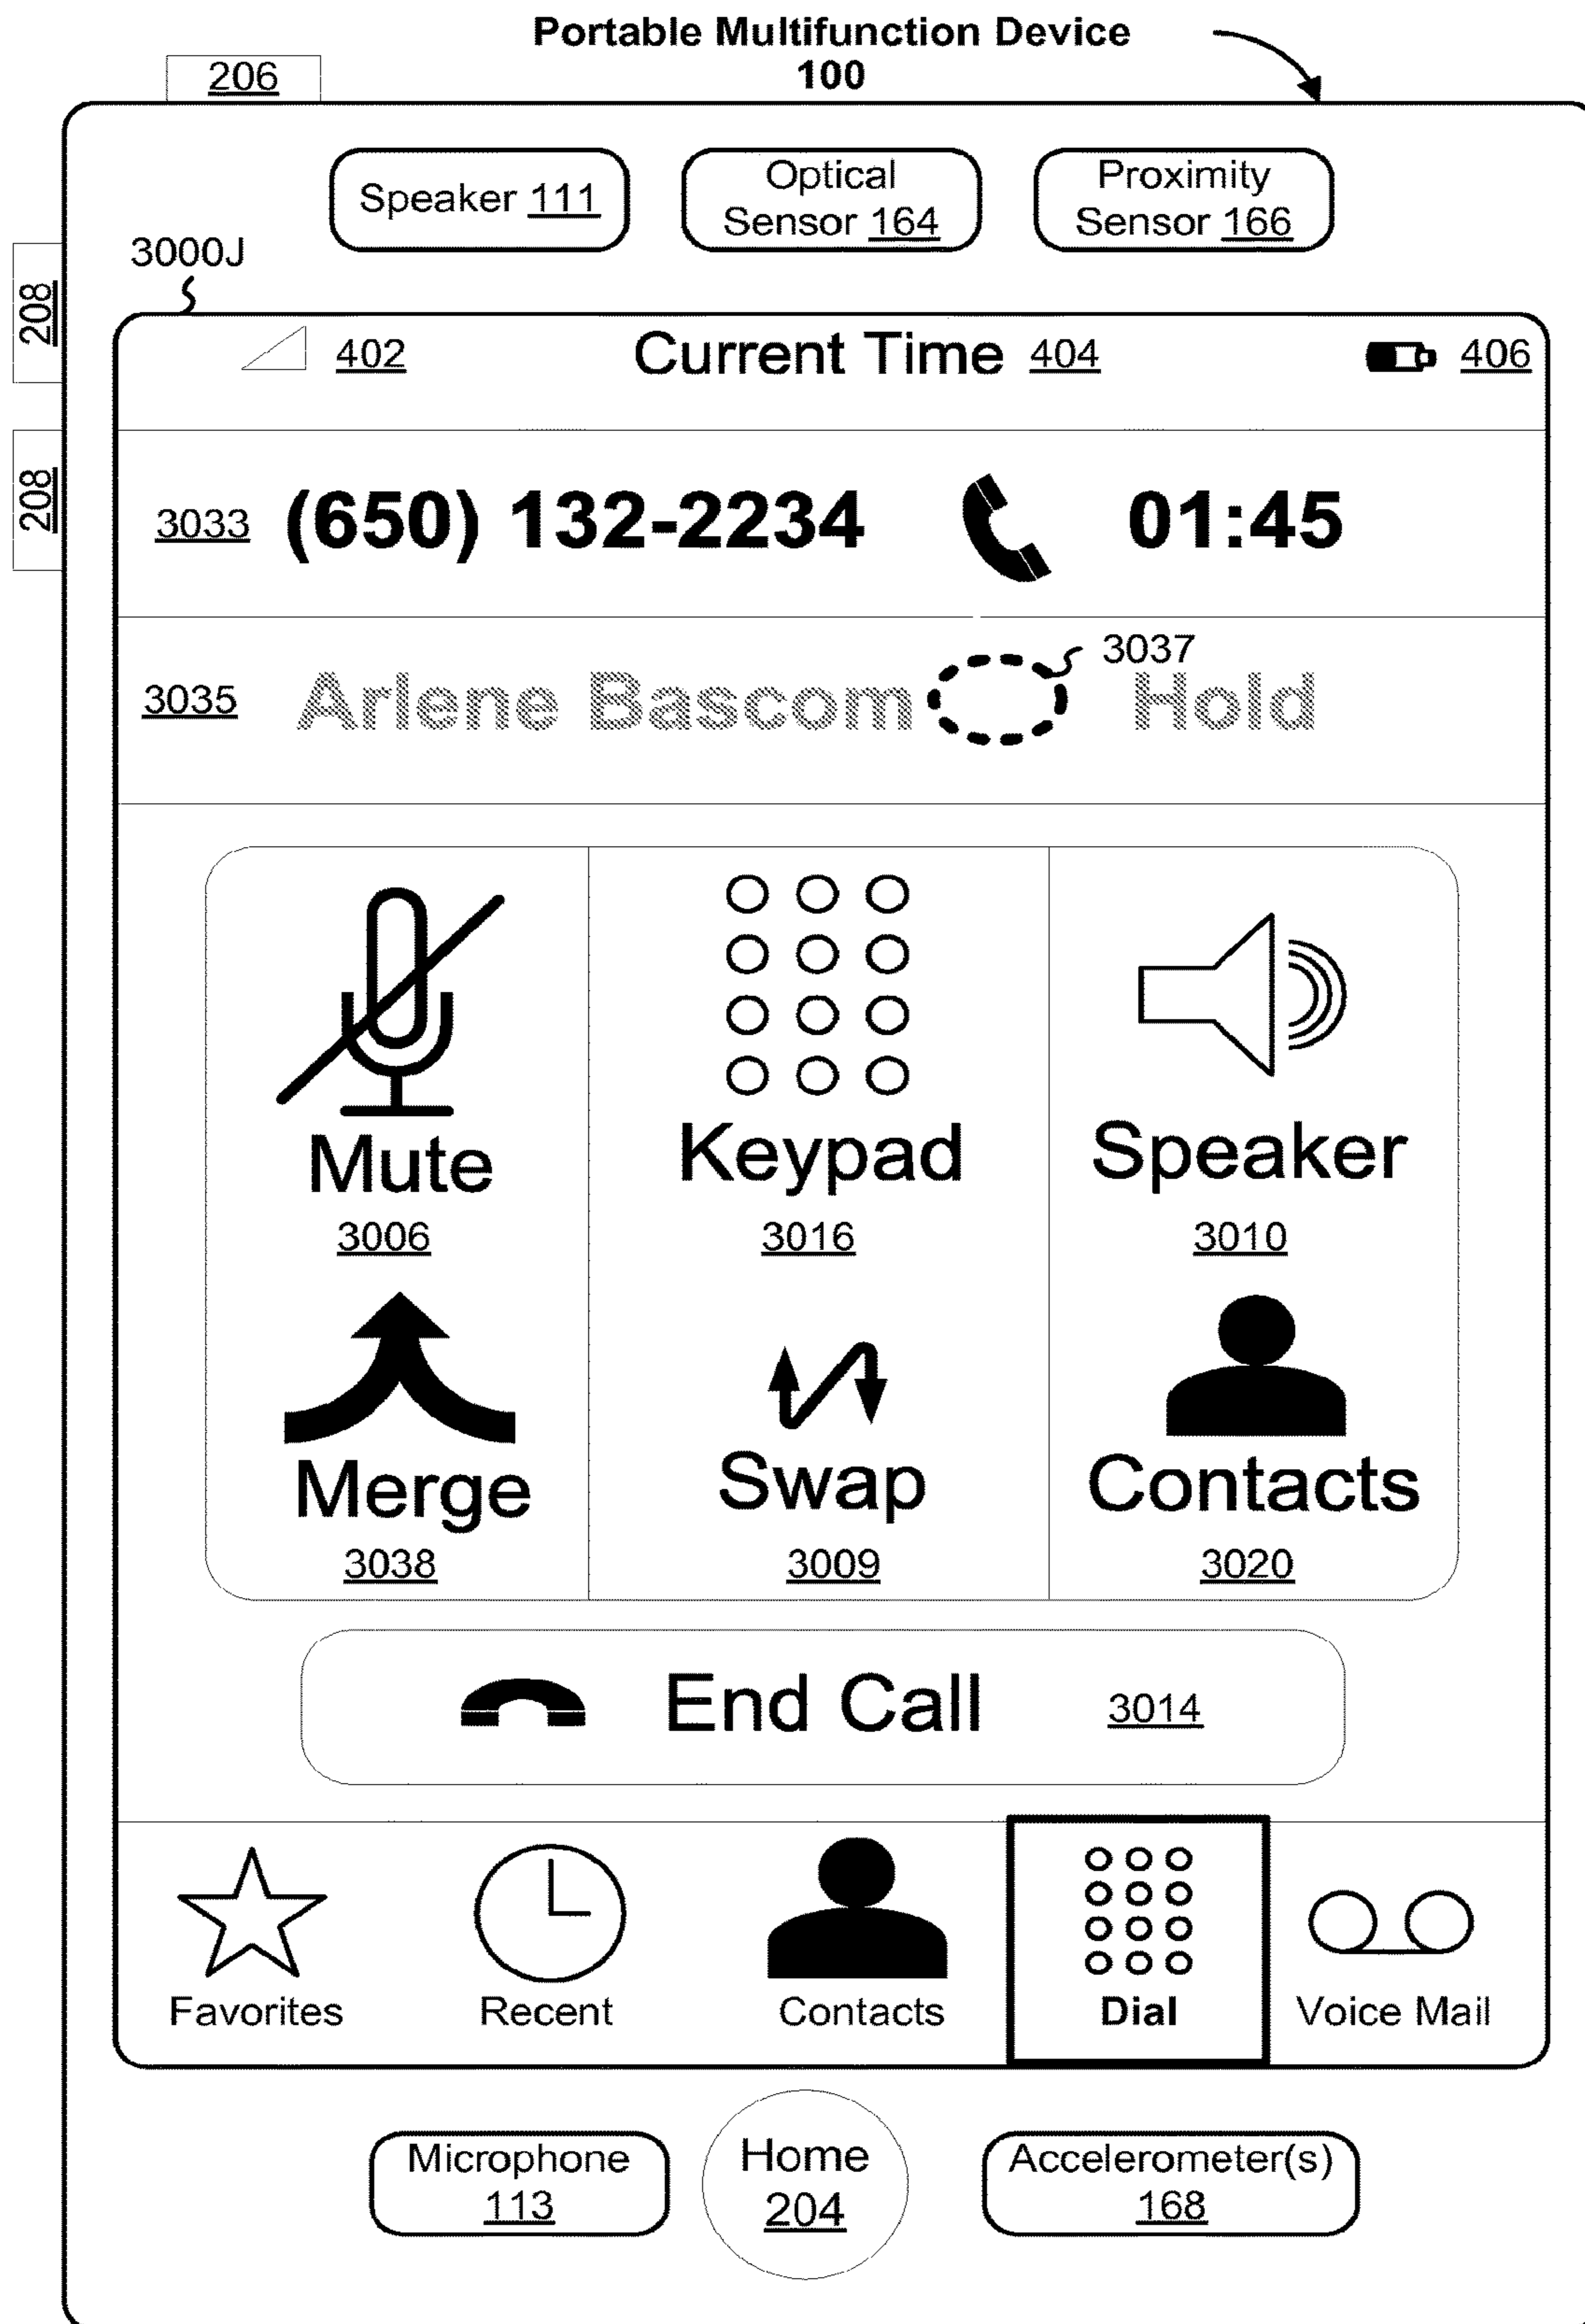 Portable Multifunction Device
100
206
Speaker 111
Optical
Sensor 164
Proximity
Sensor 166
3000J
208
402
Current Time 404
406
208
3033
(650) 132-2234
01:45
3037
3035
Arlene Bascom
Hold
Mute
3006
Keypad
3016
Speaker
3010
Merge
3038
Swap
3009
Contacts
3020
End Call
3014
Favorites
Recent
Contacts
Dial
Voice Mail
Microphone
113
Home
204
Accelerometer(s)
168